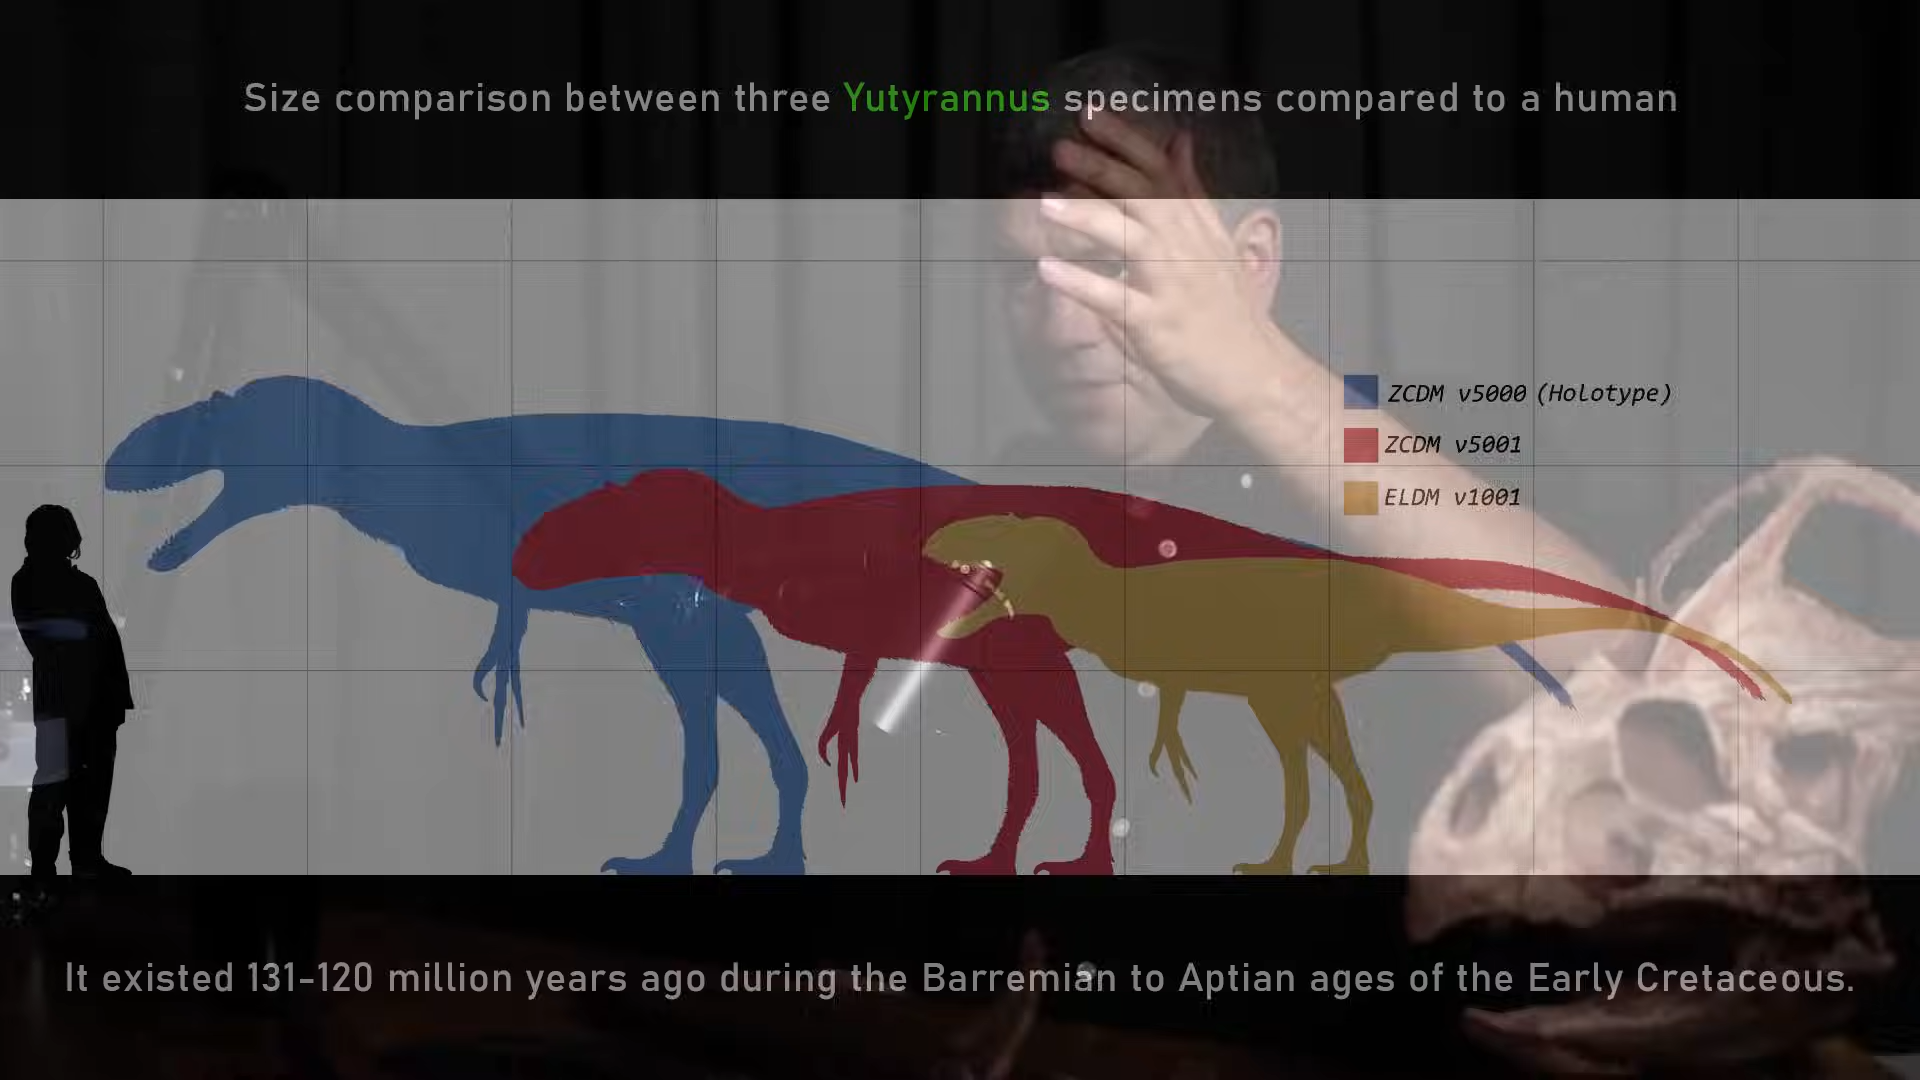 Size comparison between three Yutyrannus specimens compared to a human
ZCDM v5000 (Holotype)
ZCDM v5001
ELDM v1001
It existed 131-120 million years ago during the Barremian to Aptian ages of the Early Cretaceous.